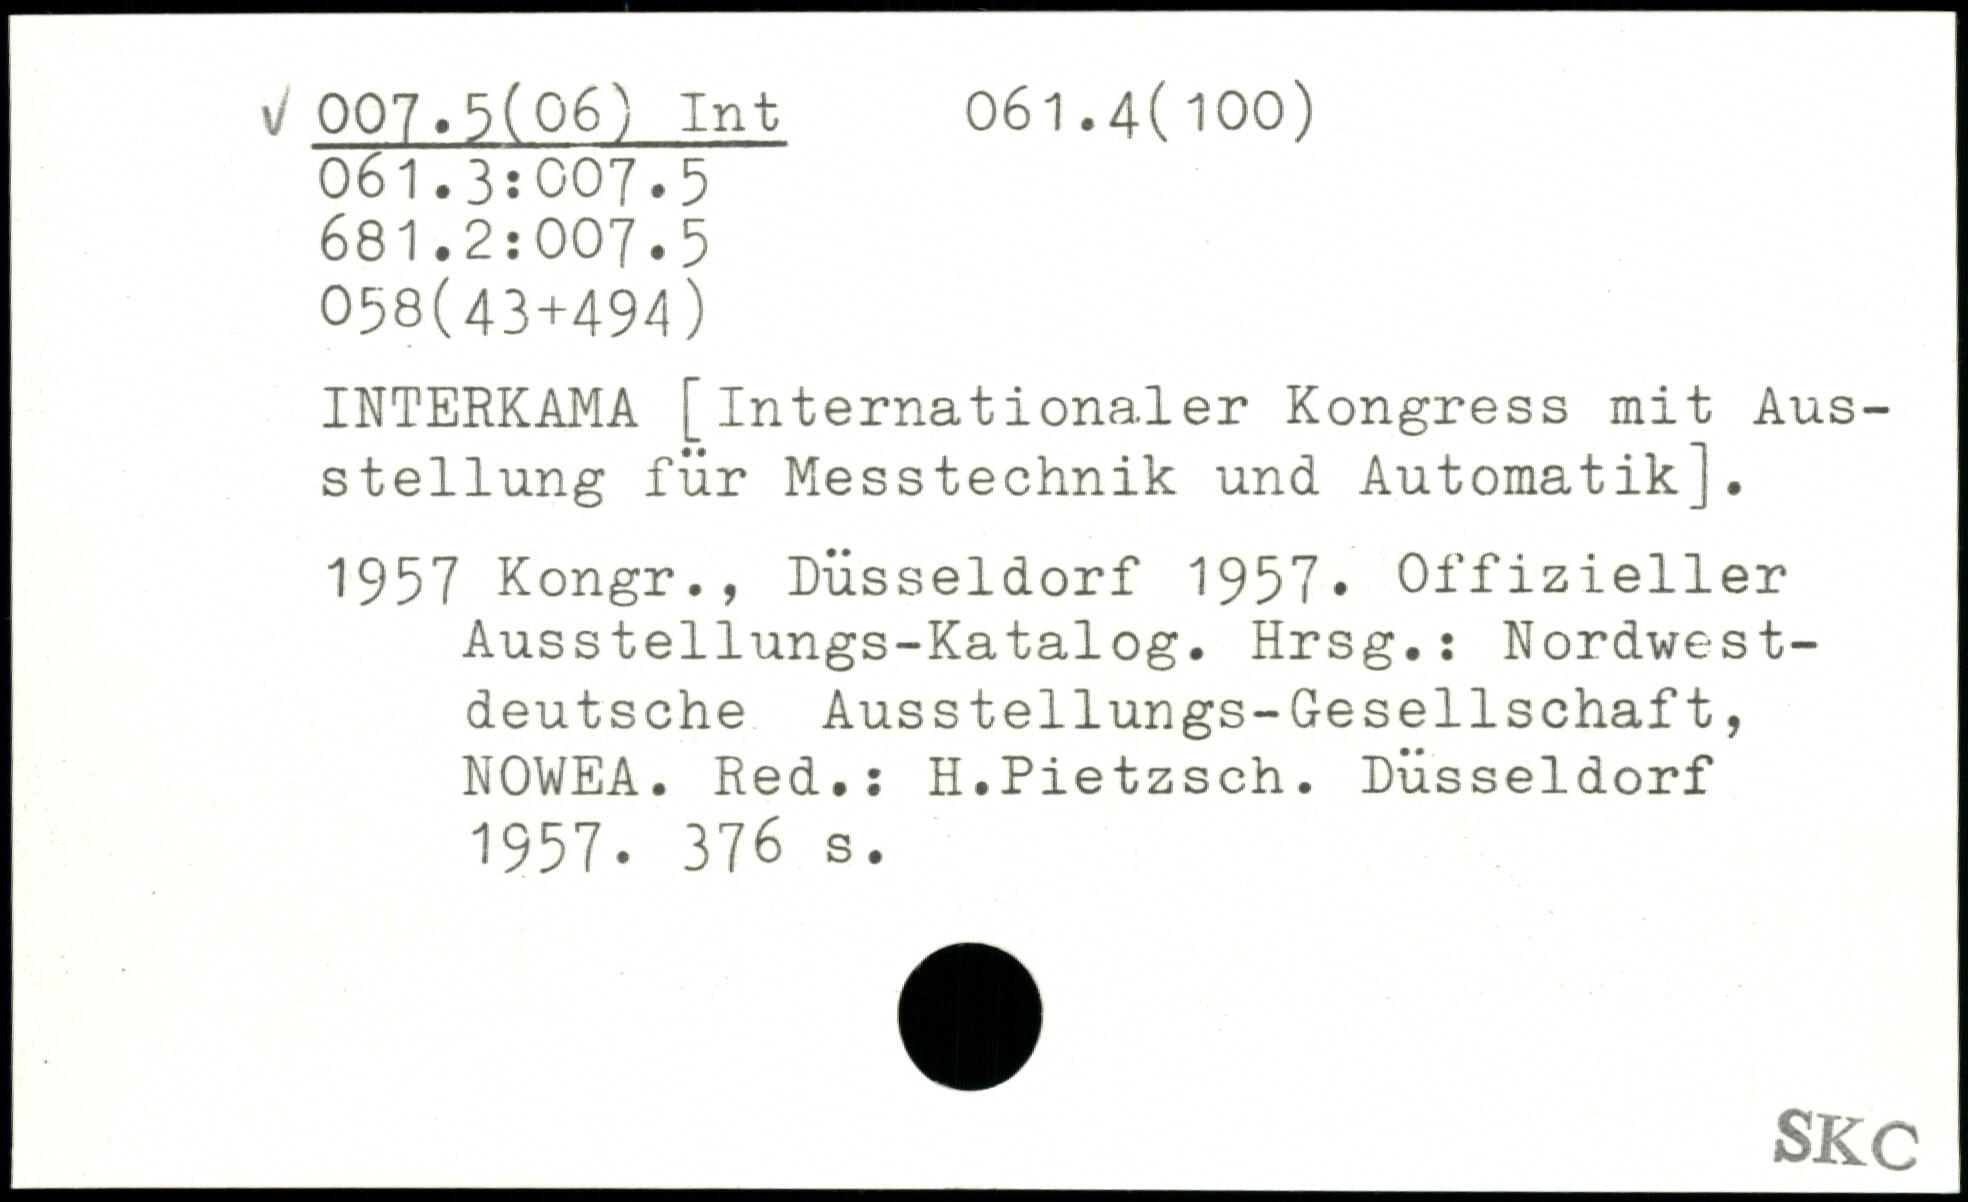 √ 007.5(06) Int 061.4(100)
061.3:007.5
681.2:007.5
058(43+494)
INTERKAMA [Internationaler Kongress mit Aus-
stellung für Messtechnik und Automatik].
1957 Kongr., Düsseldorf 1957. Offizieller
Ausstellungs-Katalog. Hrsg.: Nordwest-
deutsche Ausstellungs-Gesellschaft,
NOWEA. Red.: H.Pietzsch. Düsseldorf
1957. 376 s.
SKC